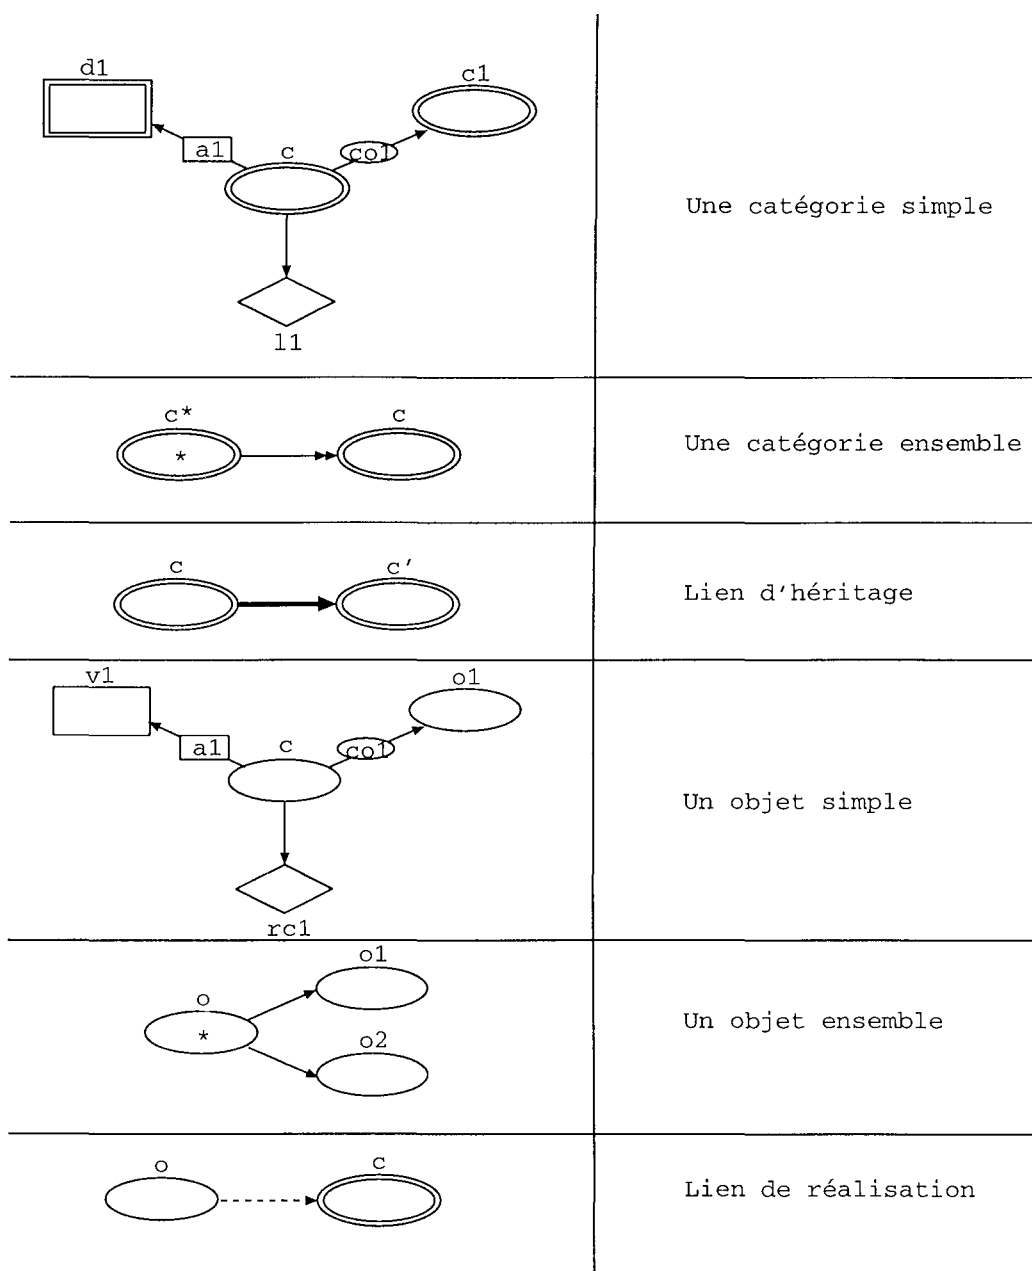 d1
c1
a1
c
co1
Une catégorie simple
l1
c*
c
*
Une catégorie ensemble
c
c'
Lien d'héritage
v1
o1
a1
c
co1
Un objet simple
rc1
o1
o
*
Un objet ensemble
o2
o
c
Lien de réalisation